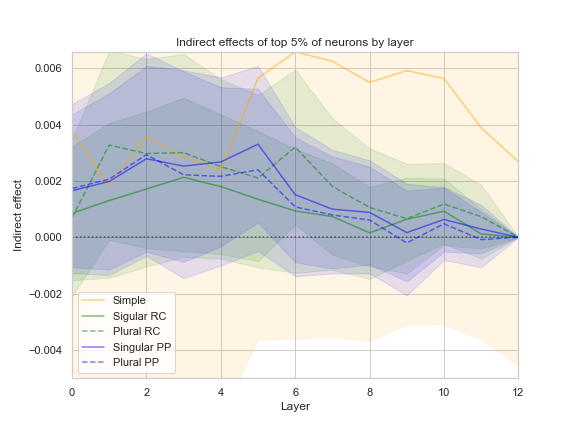 Indirect effects of top 5% of neurons by layer
Indirect effect
0.006
0.004
0.002
0.000
−0.002
−0.004
Simple
Sigular RC
Plural RC
Singular PP
Plural PP
0 2 4 6 8 10 12
Layer